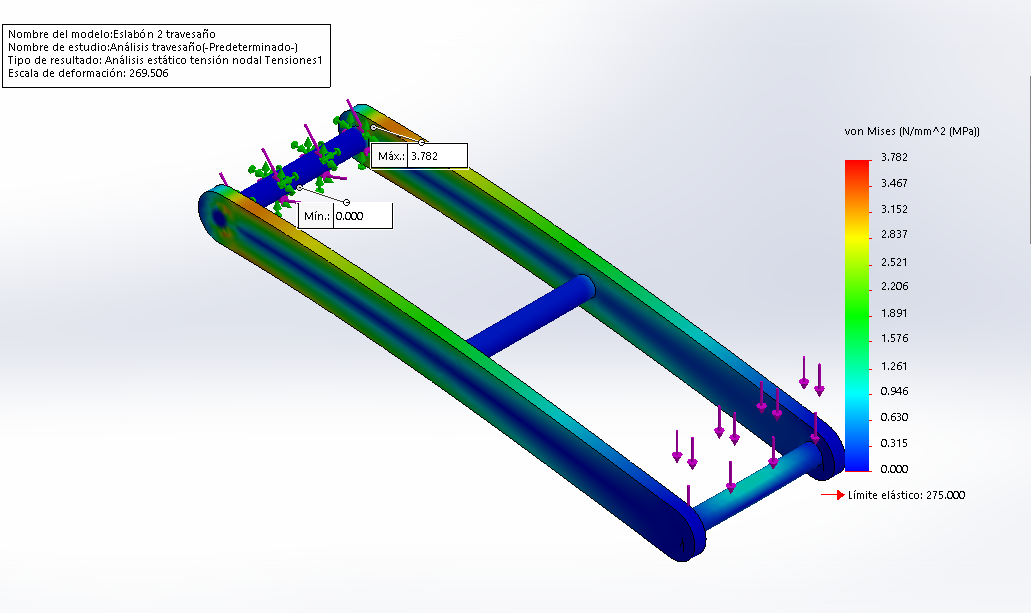 Nombre del modelo:Eslabón 2 travesaño
Nombre de estudio:Análisis travesaño(-Predeterminado-)
Tipo de resultado: Análisis estático tensión nodal Tensiones1
Escala de deformación: 269.506
von Mises (N/mm^2 (MPa))
3.782
3.467
3.152
2.837
2.521
2.206
1.891
1.576
1.261
0.946
0.630
0.315
0.000
Límite elástico: 275.000
Máx.: 3.782
Mín.: 0.000